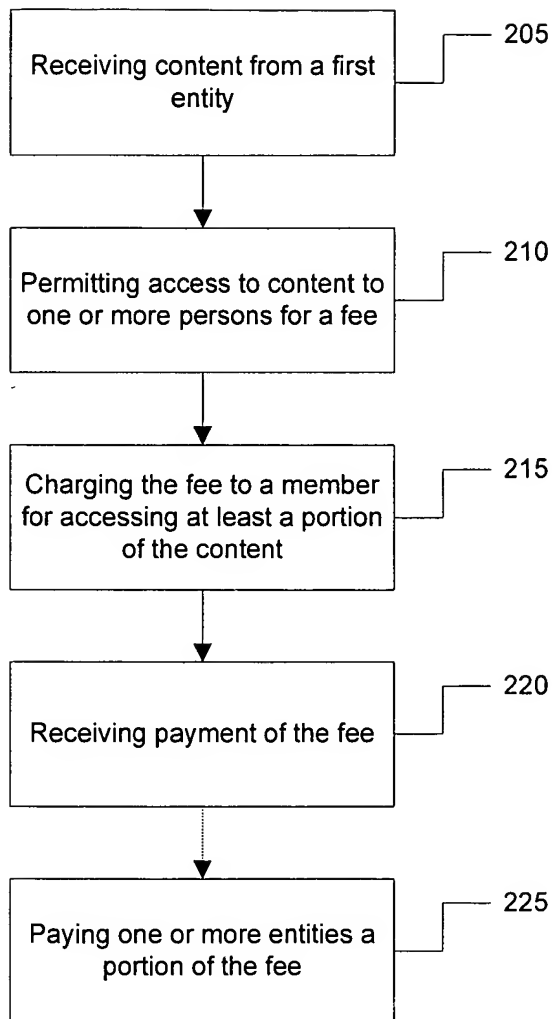 205
Receiving content from a first
entity
210
Permitting access to content to
one or more persons for a fee
215
Charging the fee to a member
for accessing at least a portion
of the content
220
Receiving payment of the fee
225
Paying one or more entities a
portion of the fee